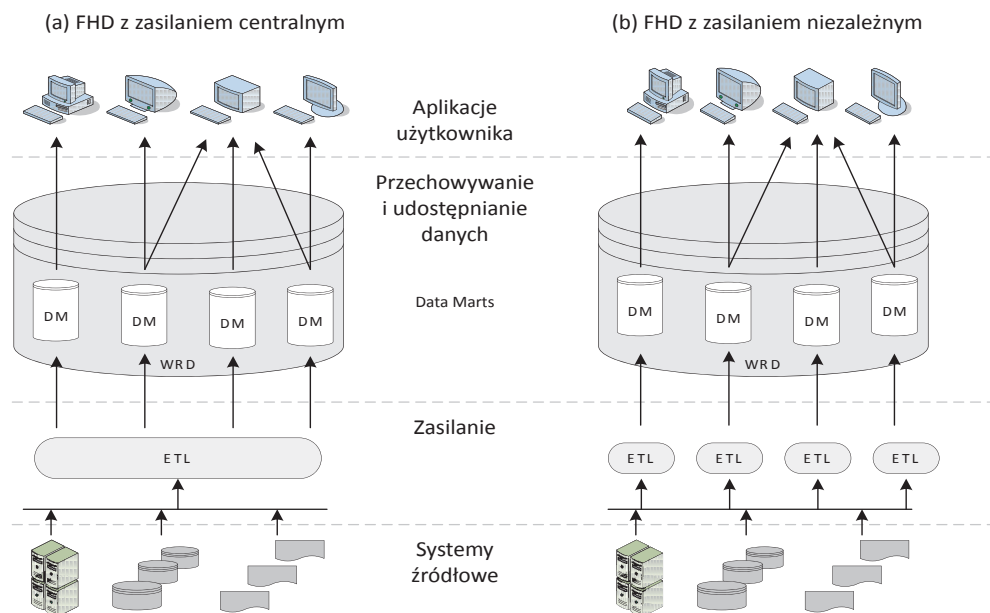 (a) FHD z zasilaniem centralnym
(b) FHD z zasilaniem niezależnym
Aplikacje
użytkownika
Przechowywanie
i udostępnianie
danych
Data Marts
DM
DM
DM
DM
WRD
DM
DM
DM
DM
WRD
Zasilanie
ETL
ETL
ETL
ETL
ETL
Systemy
źródłowe